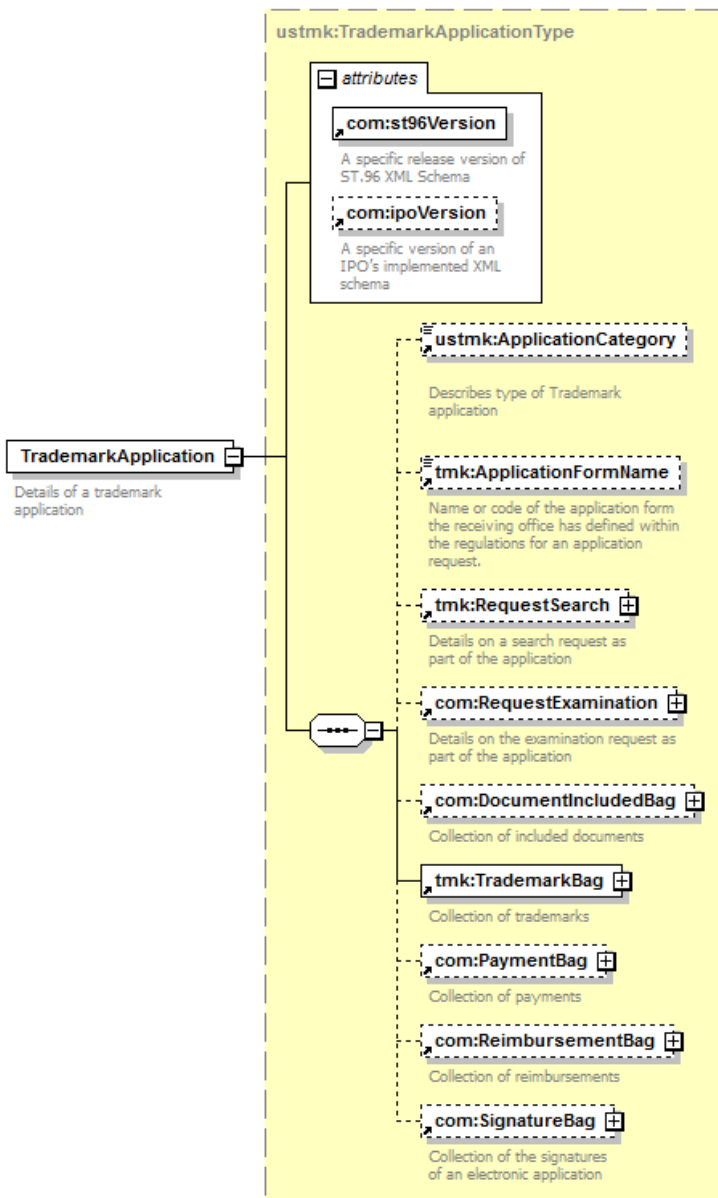 ustmk:TrademarkApplicationType
attributes
com:st96Version
A specific release version of
ST.96 XML Schema
com:ipoVersion
A specific version of an
IPO's implemented XML
schema
ustmk:ApplicationCategory
Describes type of Trademark
application
TrademarkApplication
Details of a trademark
application
tmk:ApplicationFormName
Name or code of the application form
the receiving office has defined within
the regulations for an application
request.
tmk:RequestSearch
Details on a search request as
part of the application
com:RequestExamination
Details on the examination request as
part of the application
com:DocumentIncludedBag
Collection of included documents
tmk:TrademarkBag
Collection of trademarks
com:PaymentBag
Collection of payments
com:ReimbursementBag
Collection of reimbursements
com:SignatureBag
Collection of the signatures
of an electronic application